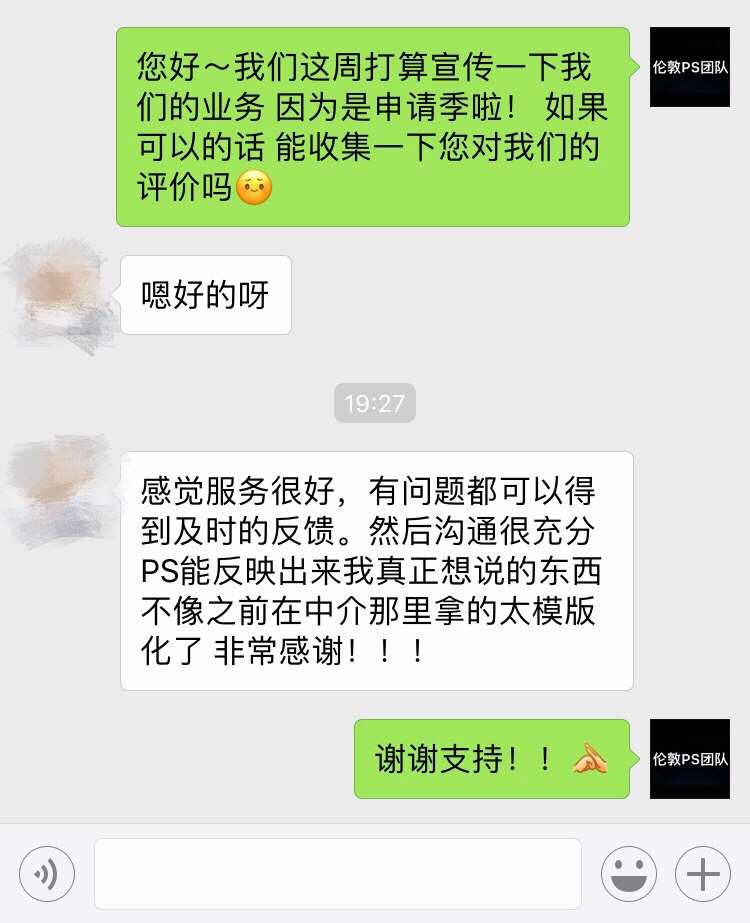 您好～我们这周打算宣传一下我
们的业务 因为是申请季啦！ 如果
可以的话 能收集一下您对我们的
评价吗
伦敦PS团队
嗯好的呀
19:27
感觉服务很好，有问题都可以得
到及时的反馈。然后沟通很充分
PS能反映出来我真正想说的东西
不像之前在中介那里拿的太模版
化了 非常感谢！！！
谢谢支持！！
伦敦PS团队